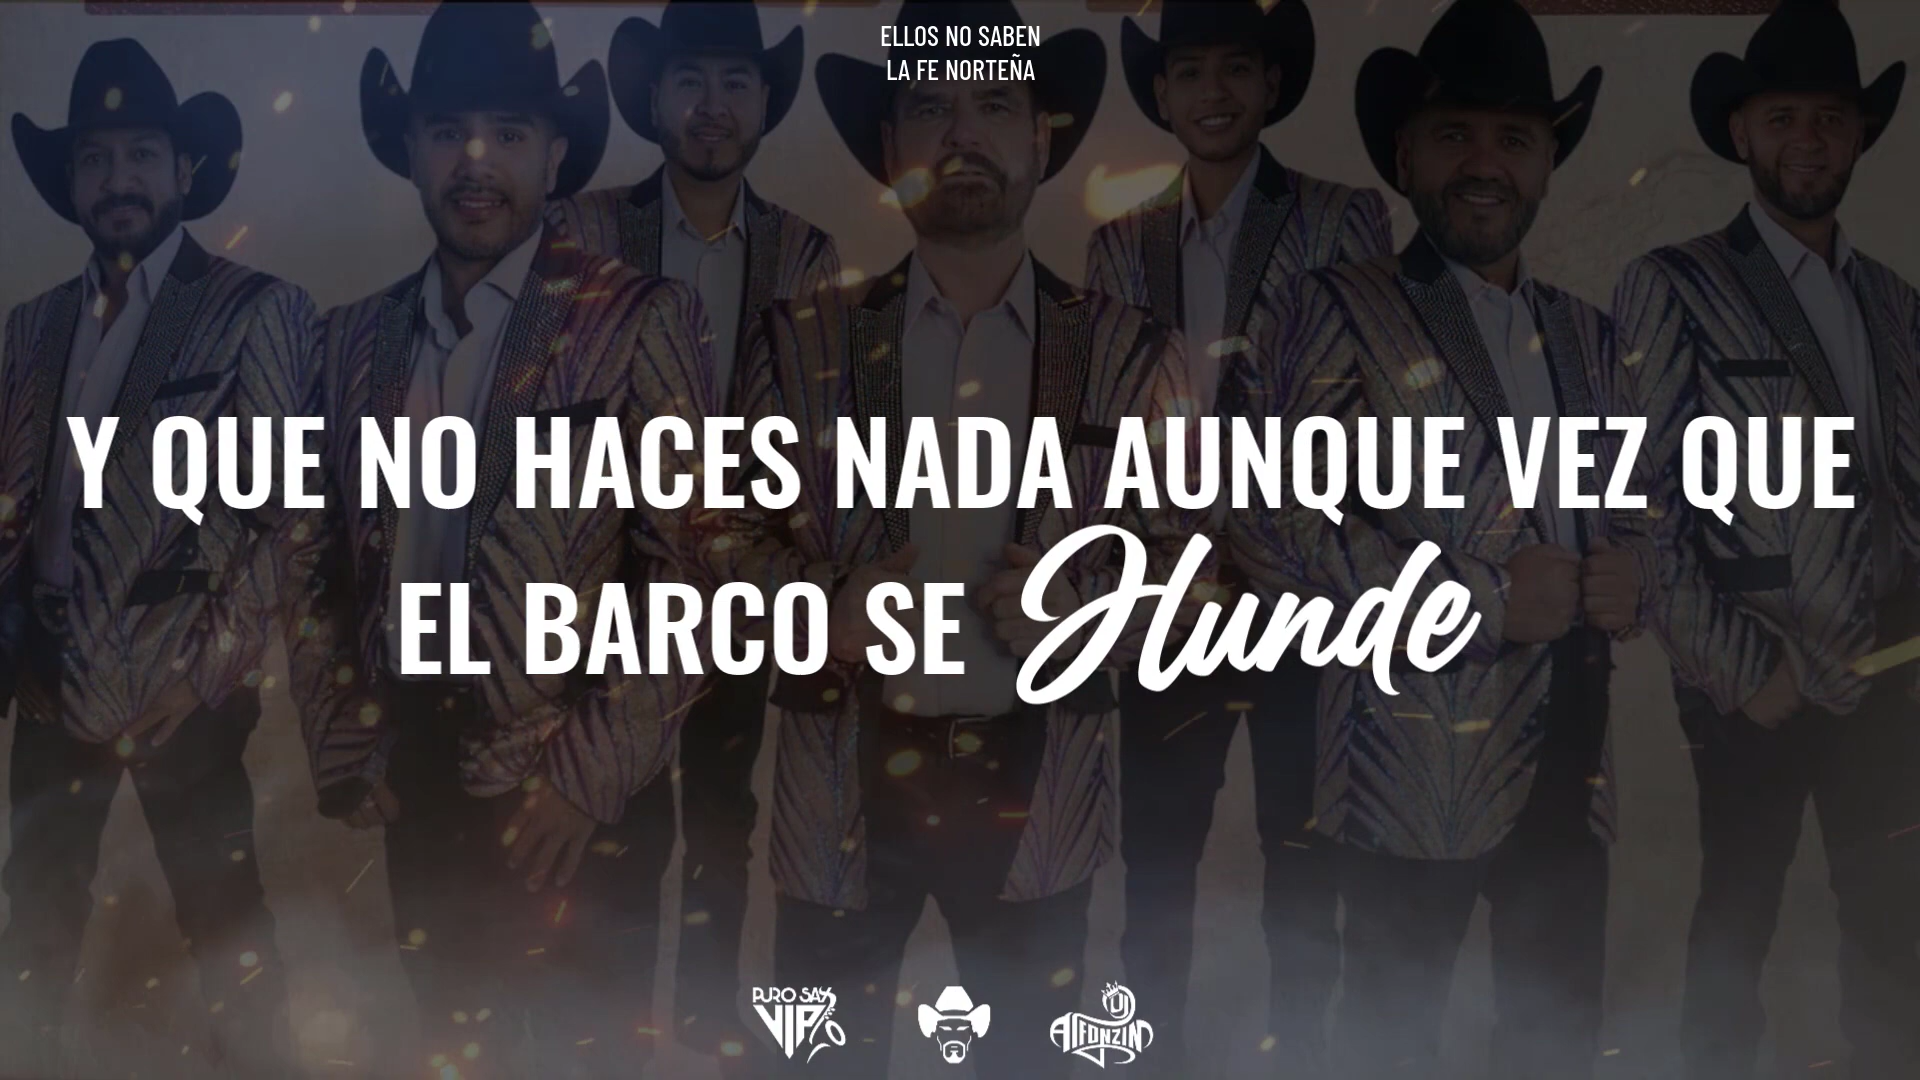 ELLOS NO SABEN
LA FE NORTEÑA
Y QUE NO HACES NADA AUNQUE VEZ QUE
EL BARCO SE Hunde
PURO SAX
VIP
DJ
ALFONZIN